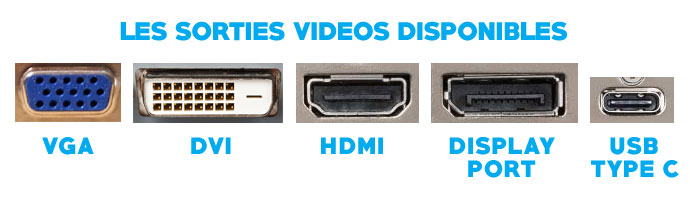 LES SORTIES VIDEOS DISPONIBLES
VGA
DVI
HDMI
DISPLAY
PORT
USB
TYPE C